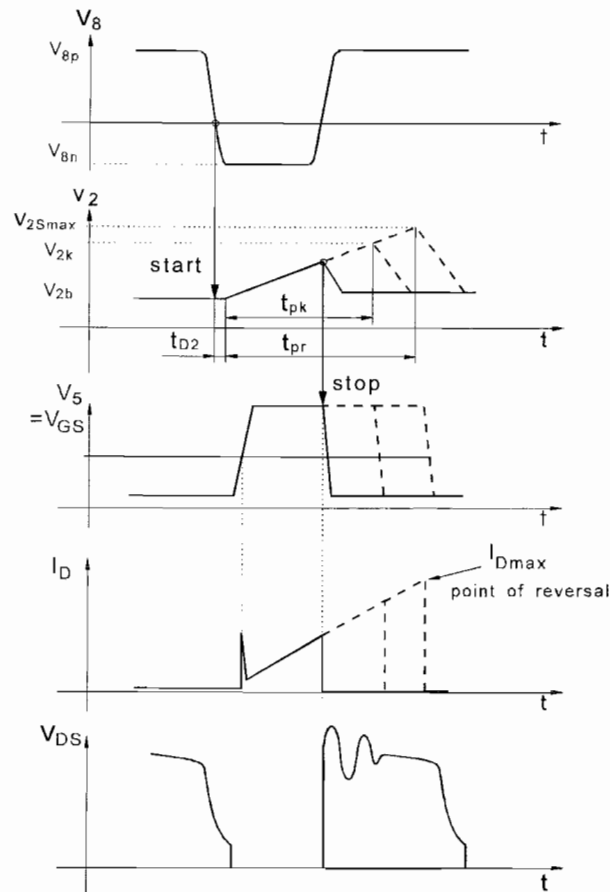 V8
V8p
t
V8n
V2
V2Smax
V2k
start
V2b
tpk
t
tD2
tpr
stop
V5
=VGS
t
ID
IDmax
point of reversal
t
VDS
t